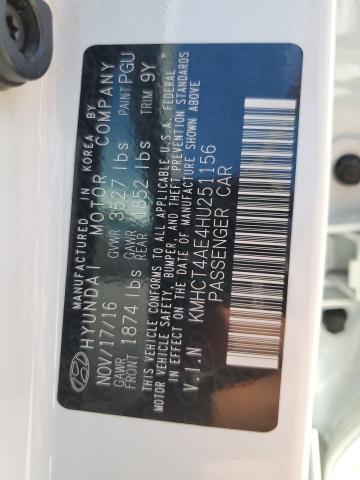 MANUFACTURED IN KOREA BY
HYUNDAI MOTOR COMPANY
NOV/17/16 GVWR 3527 lbs PAINT PGU
GAWR FRONT 1874 lbs GAWR REAR 1852 lbs TRIM 9Y
THIS VEHICLE CONFORMS TO ALL APPLICABLE U.S.A. FEDERAL
MOTOR VEHICLE SAFETY, BUMPER, AND THEFT PREVENTION STANDARDS
IN EFFECT ON THE DATE OF MANUFACTURE SHOWN ABOVE
V.I.N KMHCT4AE4HU251156
PASSENGER CAR